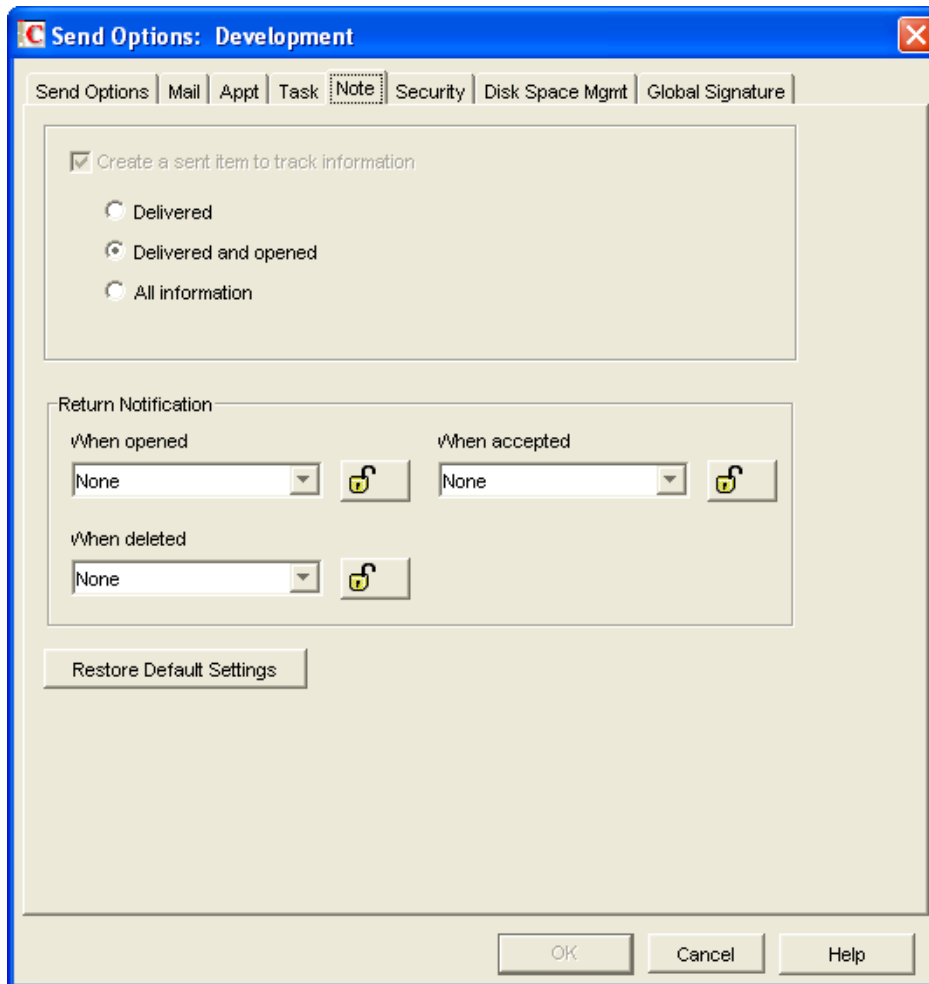 Send Options: Development
Send Options Mail Appt Task Note Security Disk Space Mgmt Global Signature
Create a sent item to track information
Delivered
Delivered and opened
All information
Return Notification
When opened When accepted
None None
When deleted
None
Restore Default Settings
OK Cancel Help